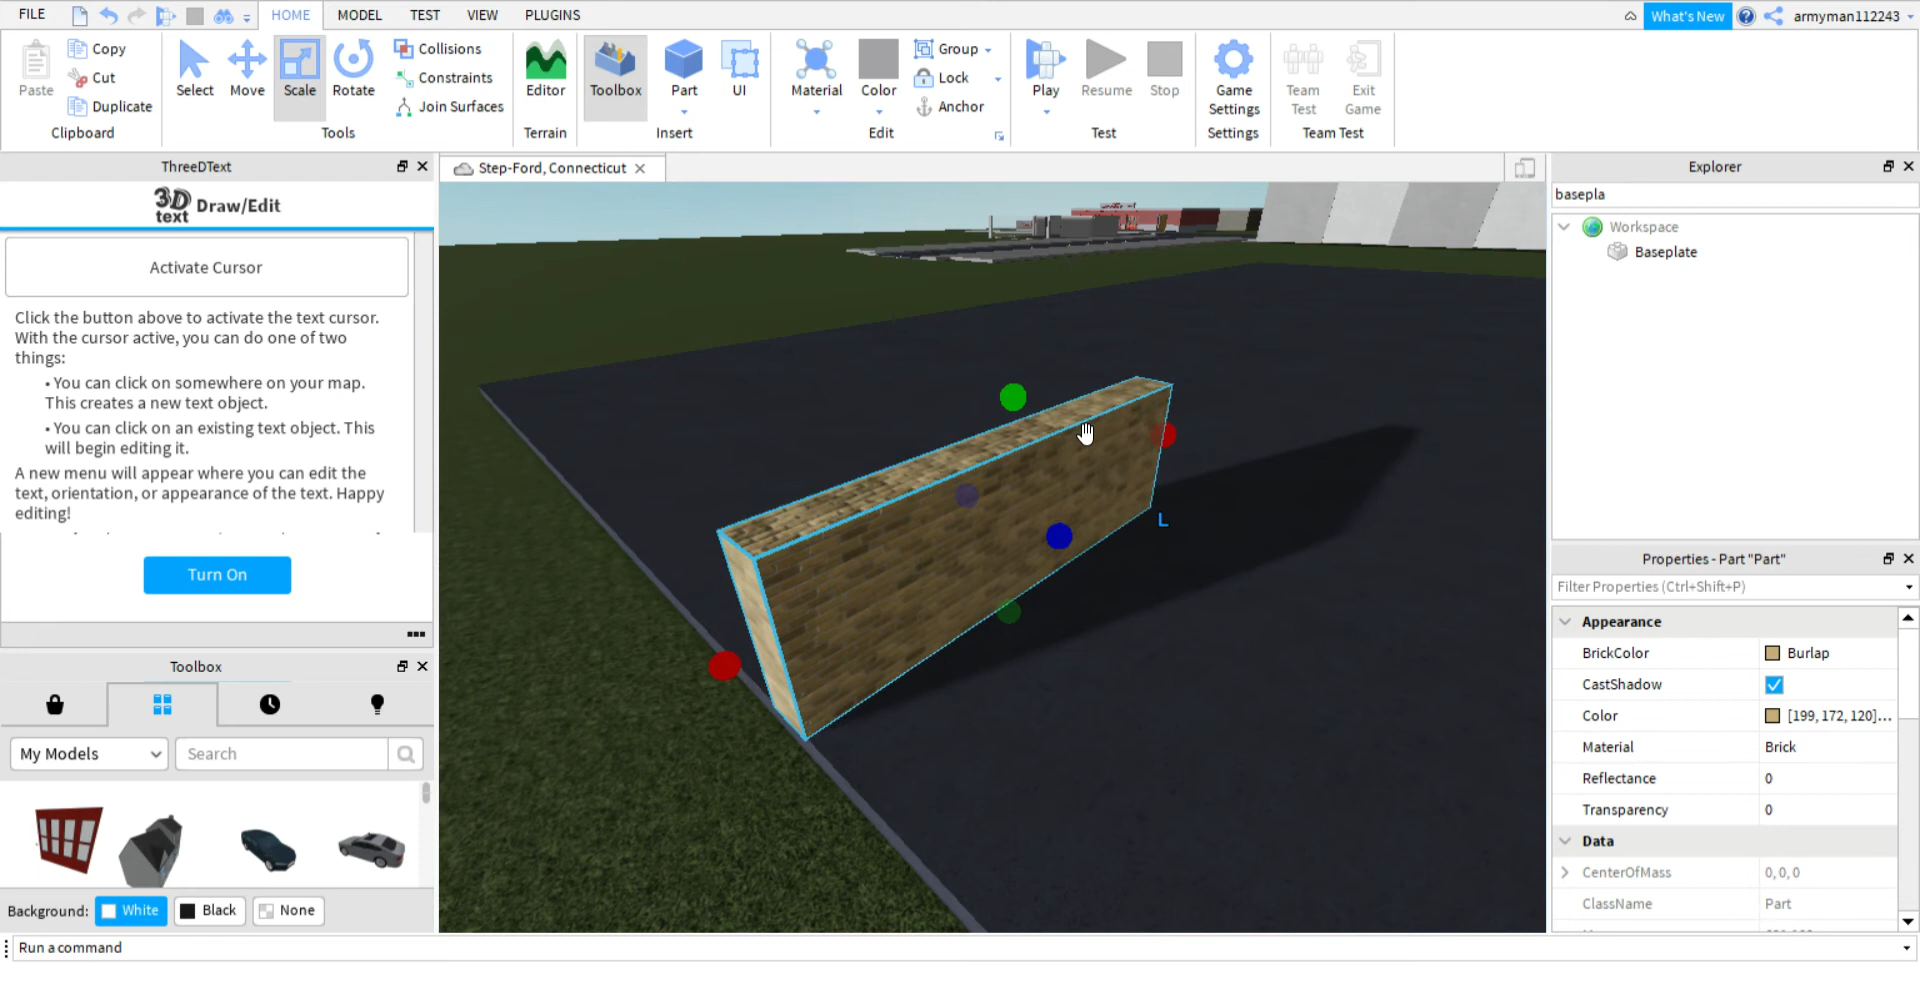 FILE
HOME
MODEL
TEST
VIEW
PLUGINS
What's New
armyman112243
Paste
Copy
Cut
Duplicate
Clipboard
Select
Move
Scale
Rotate
Collisions
Constraints
Join Surfaces
Tools
Editor
Terrain
Toolbox
Part
UI
Insert
Material
Color
Group
Lock
Anchor
Edit
Play
Resume
Stop
Test
Game
Settings
Settings
Team
Test
Exit
Game
Team Test
ThreeDText
3D
text
Draw/Edit
Activate Cursor
Click the button above to activate the text cursor.
With the cursor active, you can do one of two
things:
• You can click on somewhere on your map.
This creates a new text object.
• You can click on an existing text object. This
will begin editing it.
A new menu will appear where you can edit the
text, orientation, or appearance of the text. Happy
editing!
Turn On
Toolbox
My Models
Search
Background:
White
Black
None
Run a command
Step-Ford, Connecticut
L
Explorer
basepla
Workspace
Baseplate
Properties - Part "Part"
Filter Properties (Ctrl+Shift+P)
Appearance
BrickColor Burlap
CastShadow
Color [199, 172, 120]...
Material Brick
Reflectance 0
Transparency 0
Data
CenterOfMass 0, 0, 0
ClassName Part